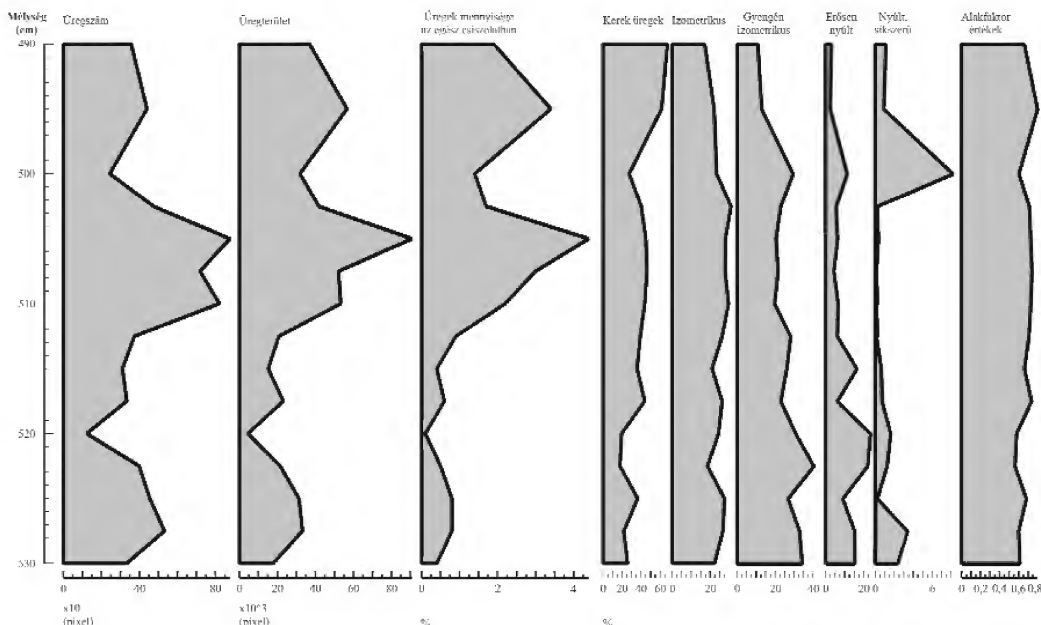 Mélység
(cm)
Üregszám
Üregterület
Üregek mennyisége
az egész csiszolatban
Kerek üregek
Izometrikus
Gyengén
izometrikus
Erősen
nyúlt
Nyúlt,
síkszerű
Alakfaktor
értékek
490
500
510
520
530
0 40 80
0 20 40 60 80
0 2 4
0 20 40 60
0 20
0 20 40
0 20
0 6
0 0,2 0,4 0,6 0,8
x10
(pixel)
x10^3
(pixel)
%
%